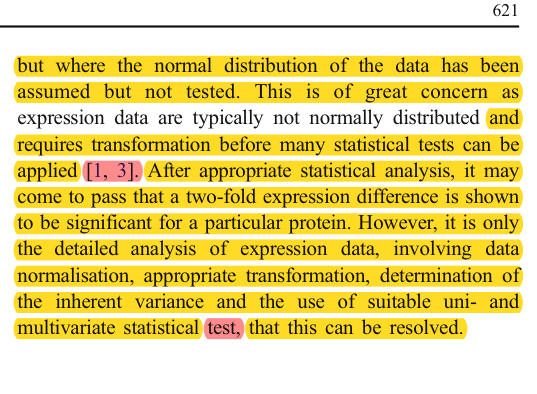 621
but where the normal distribution of the data has been
assumed but not tested. This is of great concern as
expression data are typically not normally distributed and
requires transformation before many statistical tests can be
applied [1, 3]. After appropriate statistical analysis, it may
come to pass that a two-fold expression difference is shown
to be significant for a particular protein. However, it is only
the detailed analysis of expression data, involving data
normalisation, appropriate transformation, determination of
the inherent variance and the use of suitable uni- and
multivariate statistical test, that this can be resolved.